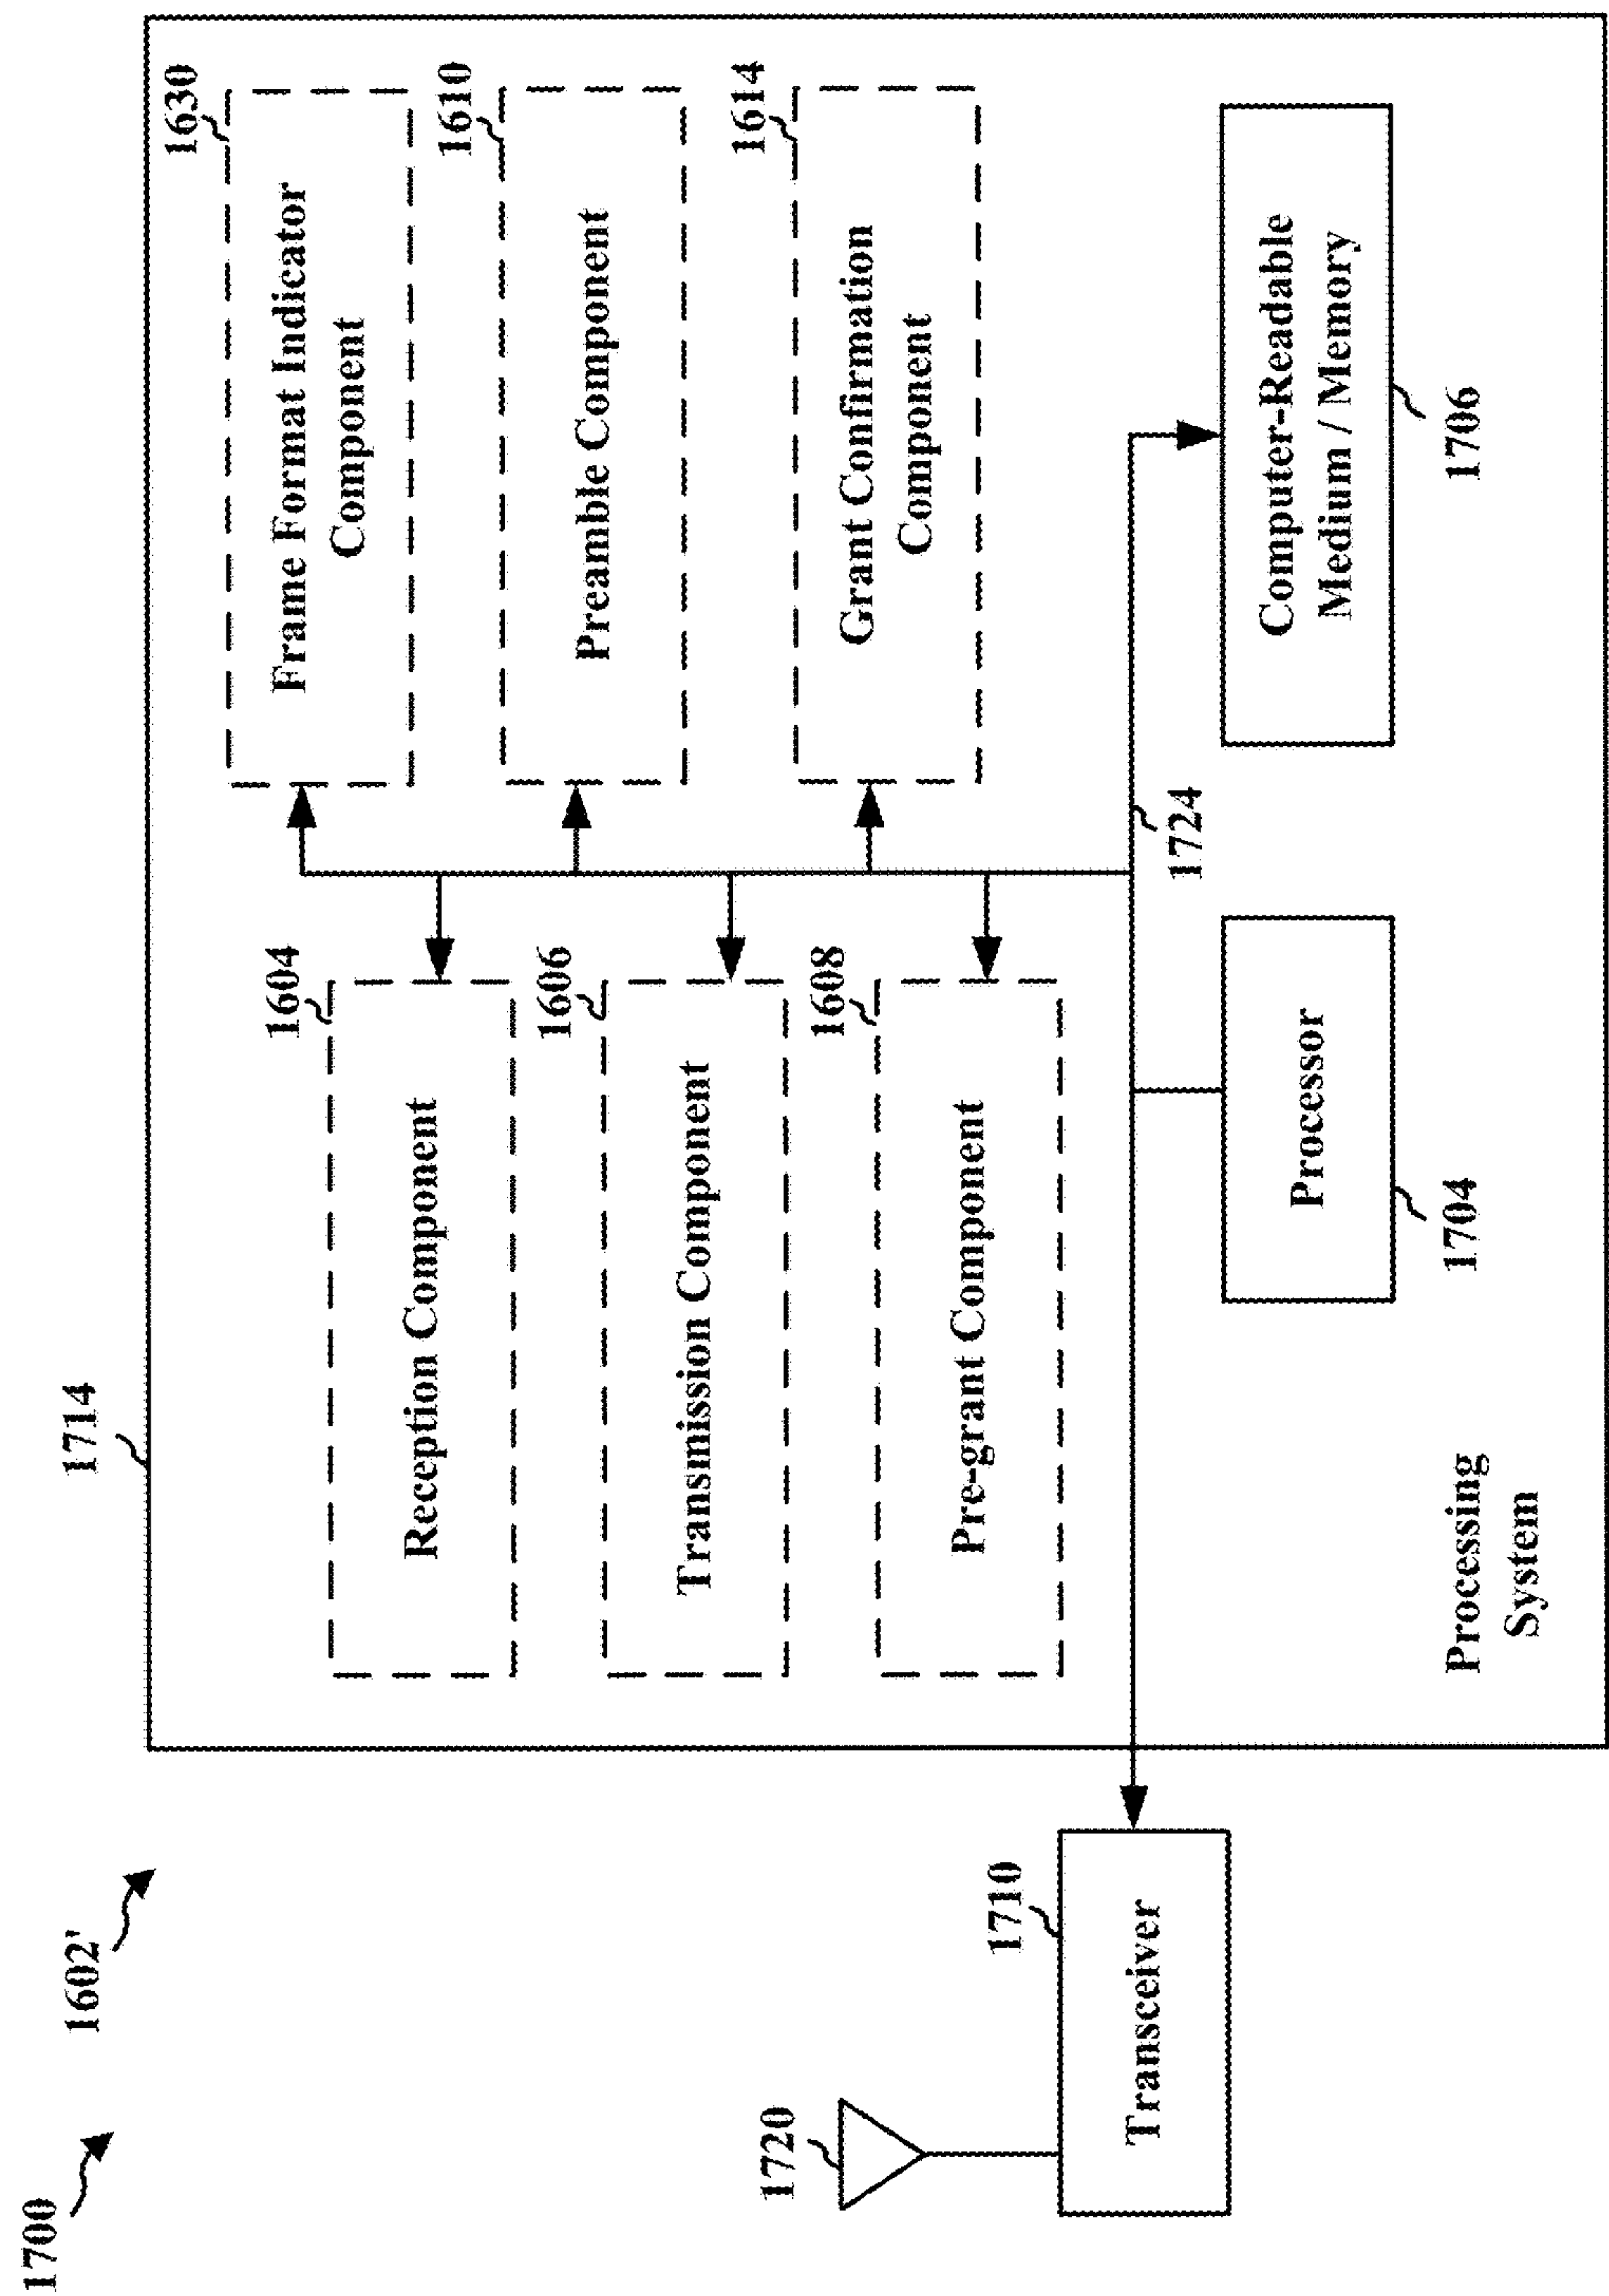 1700
1602'
1714
1604
Reception Component
1630
Frame Format Indicator
Component
1606
Transmission Component
1610
Preamble Component
1608
Pre-grant Component
1614
Grant Confirmation
Component
1720
1710
Transceiver
1724
Processor
1704
Computer-Readable
Medium / Memory
1706
Processing
System